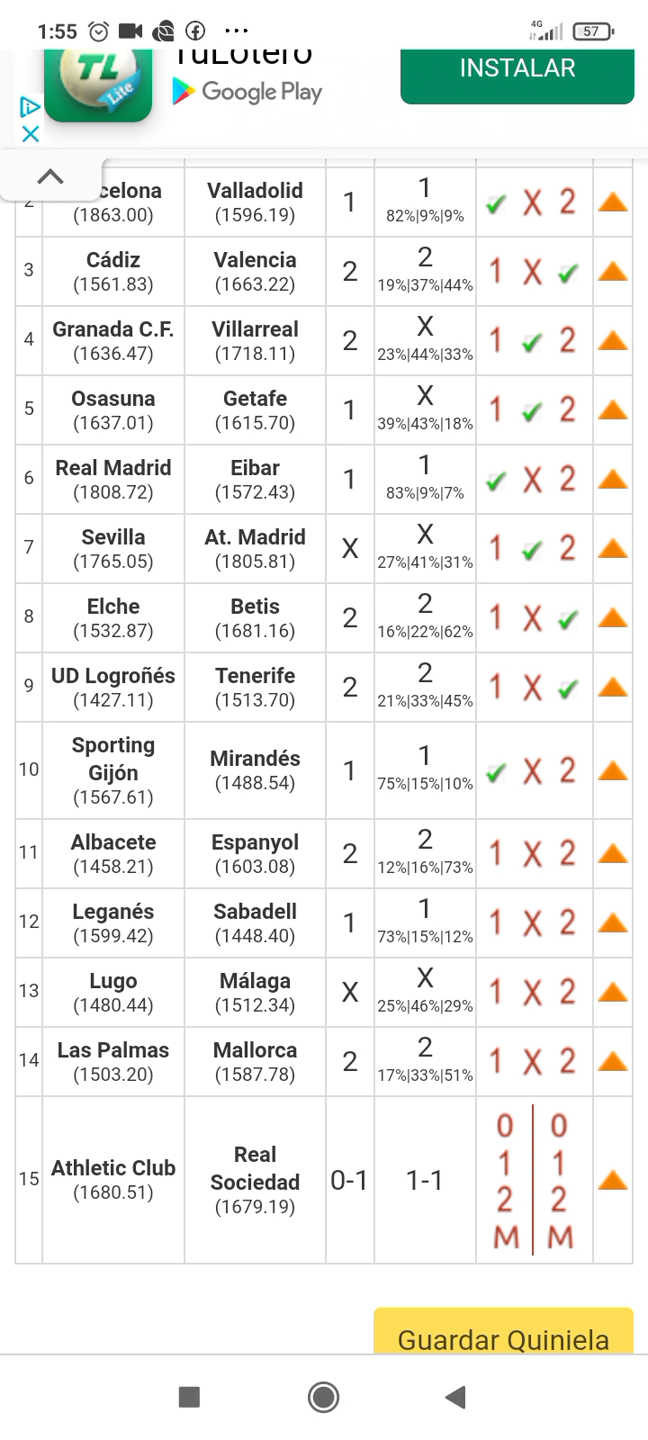 1:55 4G 57
TL
Lite
TuLotero
Google Play
INSTALAR
2 celona Valladolid 1 1 X 2
(1863.00) (1596.19) 82%|9%|9%
3 Cádiz Valencia 2 2 1 X
(1561.83) (1663.22) 19%|37%|44%
4 Granada C.F. Villarreal 2 X 1 2
(1636.47) (1718.11) 23%|44%|33%
5 Osasuna Getafe 1 X 1 2
(1637.01) (1615.70) 39%|43%|18%
6 Real Madrid Eibar 1 1 X 2
(1808.72) (1572.43) 83%|9%|7%
7 Sevilla At. Madrid X X 1 2
(1765.05) (1805.81) 27%|41%|31%
8 Elche Betis 2 2 1 X
(1532.87) (1681.16) 16%|22%|62%
9 UD Logroñés Tenerife 2 2 1 X
(1427.11) (1513.70) 21%|33%|45%
10 Sporting Gijón Mirandés 1 1 X 2
(1567.61) (1488.54) 75%|15%|10%
11 Albacete Espanyol 2 2 1 X 2
(1458.21) (1603.08) 12%|16%|73%
12 Leganés Sabadell 1 1 1 X 2
(1599.42) (1448.40) 73%|15%|12%
13 Lugo Málaga X X 1 X 2
(1480.44) (1512.34) 25%|46%|29%
14 Las Palmas Mallorca 2 2 1 X 2
(1503.20) (1587.78) 17%|33%|51%
0 0
15 Athletic Club Real Sociedad 0-1 1-1 1 1
(1680.51) (1679.19) 2 2
M M
Guardar Quiniela